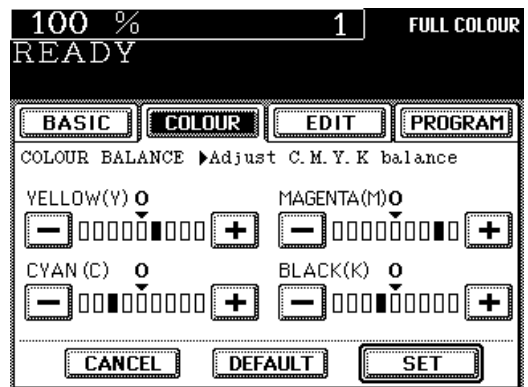 100 % 1 FULL COLOUR
READY
BASIC COLOUR EDIT PROGRAM
COLOUR BALANCE ▶Adjust C.M.Y.K balance
YELLOW(Y) 0 MAGENTA(M)0
− + − +
CYAN (C) 0 BLACK(K) 0
− + − +
CANCEL DEFAULT SET